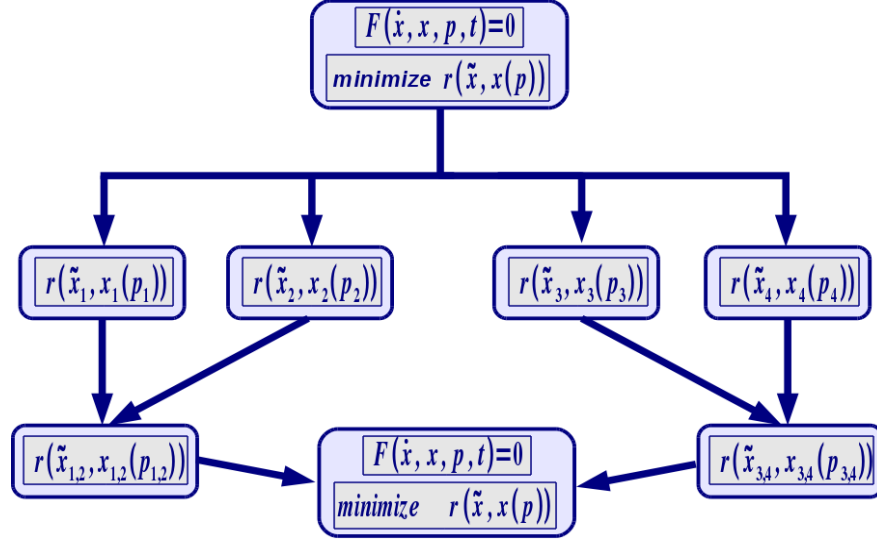 F(ẋ, x, p, t)=0
minimize r(x̃, x(p))
r(x̃₁, x₁(p₁))
r(x̃₂, x₂(p₂))
r(x̃₃, x₃(p₃))
r(x̃₄, x₄(p₄))
r(x̃₁,₂, x₁,₂(p₁,₂))
F(ẋ, x, p, t)=0
minimize r(x̃, x(p))
r(x̃₃,₄, x₃,₄(p₃,₄))